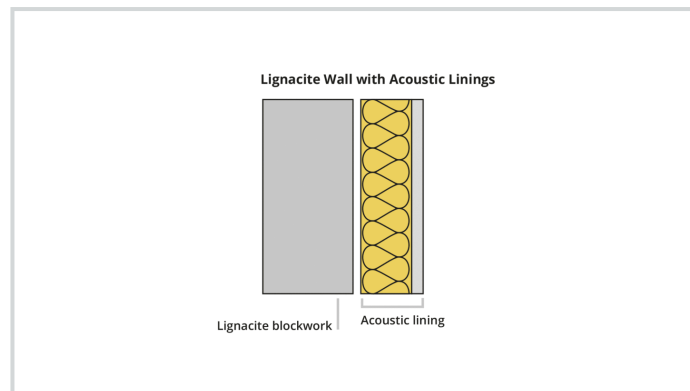 Lignacite Wall with Acoustic Linings
Lignacite blockwork
Acoustic lining